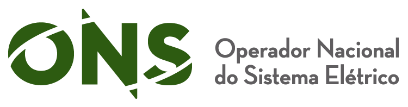 ONS
Operador Nacional
do Sistema Elétrico